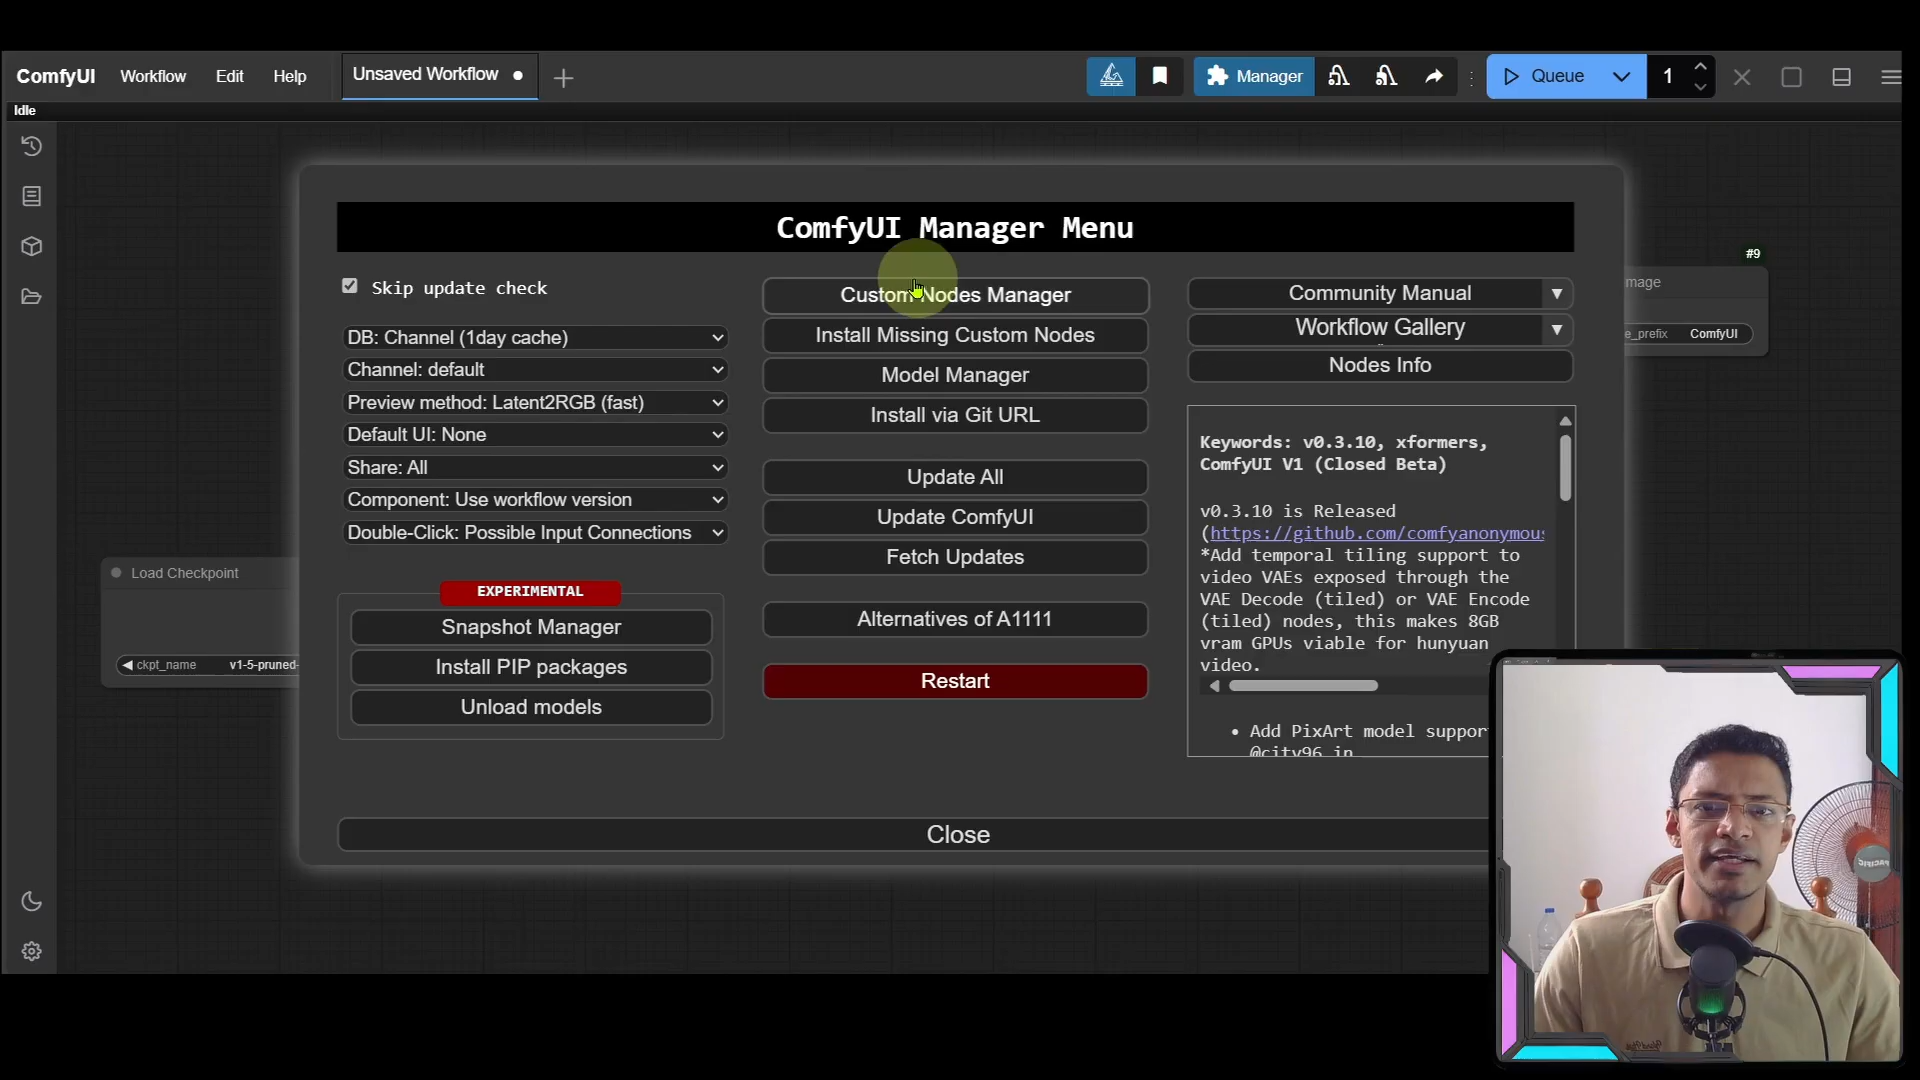 ComfyUI Workflow Edit Help Unsaved Workflow Manager Queue 1
Idle
ComfyUI Manager Menu
Skip update check
DB: Channel (1day cache)
Channel: default
Preview method: Latent2RGB (fast)
Default UI: None
Share: All
Component: Use workflow version
Double-Click: Possible Input Connections
EXPERIMENTAL
Snapshot Manager
Install PIP packages
Unload models
Custom Nodes Manager
Install Missing Custom Nodes
Model Manager
Install via Git URL
Update All
Update ComfyUI
Fetch Updates
Alternatives of A1111
Restart
Community Manual
Workflow Gallery
Nodes Info
Keywords: v0.3.10, xformers,
ComfyUI V1 (Closed Beta)
v0.3.10 is Released
(https://github.com/comfyanonymou
*Add temporal tiling support to
video VAEs exposed through the
VAE Decode (tiled) or VAE Encode
(tiled) nodes, this makes 8GB
vram GPUs viable for hunyuan
video.
• Add PixArt model suppor
@city96 in
Close
Load Checkpoint
ckpt_name v1-5-pruned-
#9
mage
e_prefix ComfyUI
PACIFIC